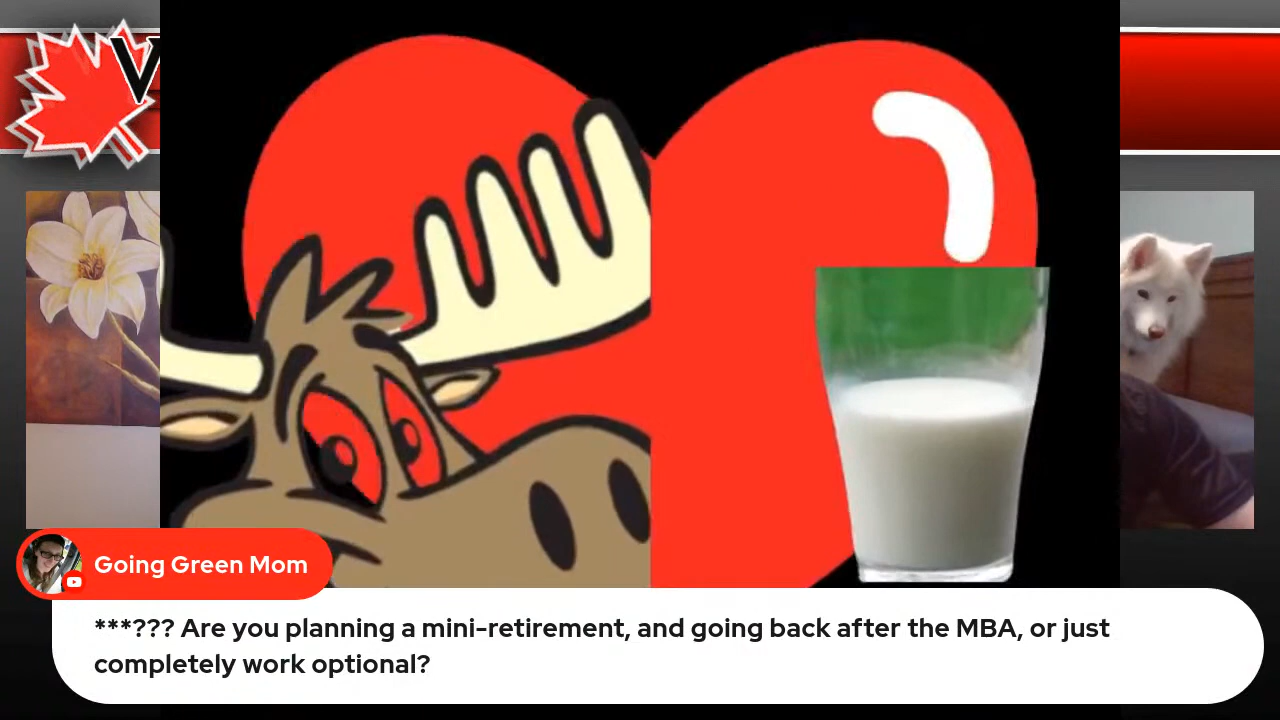 V
Going Green Mom
***??? Are you planning a mini-retirement, and going back after the MBA, or just
completely work optional?